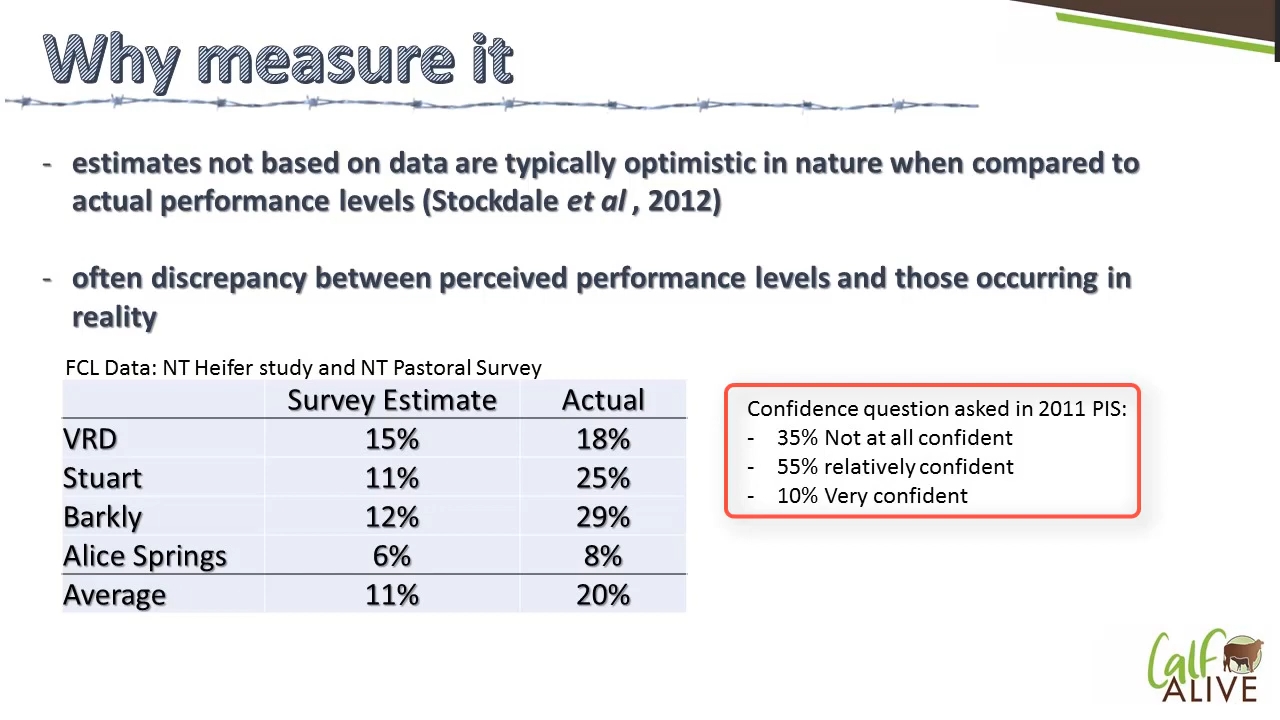 Why measure it
- estimates not based on data are typically optimistic in nature when compared to
actual performance levels (Stockdale et al , 2012)
- often discrepancy between perceived performance levels and those occurring in
reality
FCL Data: NT Heifer study and NT Pastoral Survey
Survey Estimate Actual
VRD 15% 18%
Stuart 11% 25%
Barkly 12% 29%
Alice Springs 6% 8%
Average 11% 20%
Confidence question asked in 2011 PIS:
- 35% Not at all confident
- 55% relatively confident
- 10% Very confident
Calf
ALIVE